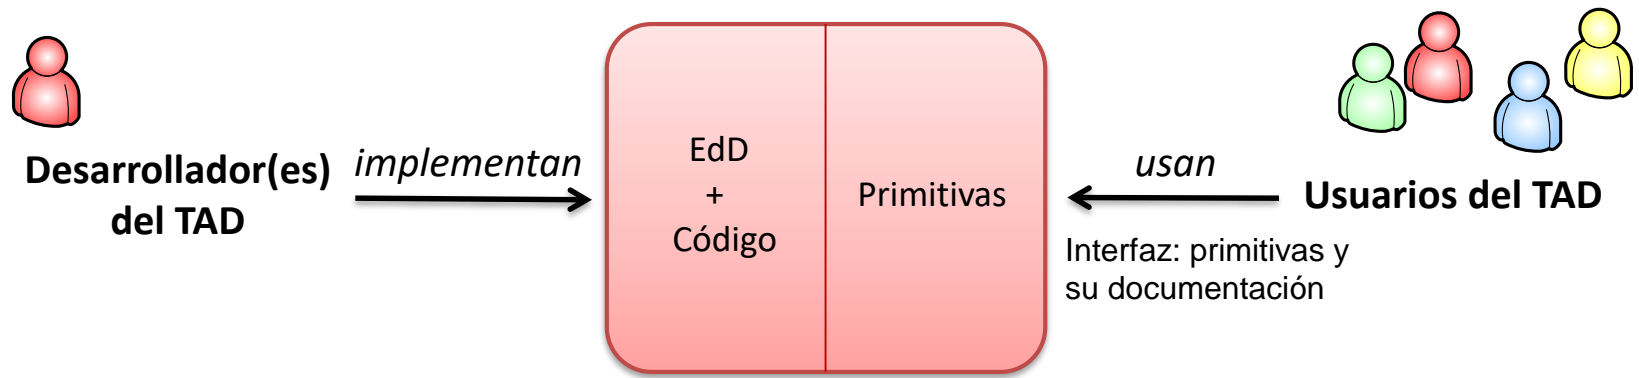 Desarrollador(es)
del TAD
implementan
EdD
+
Código
Primitivas
usan
Usuarios del TAD
Interfaz: primitivas y
su documentación